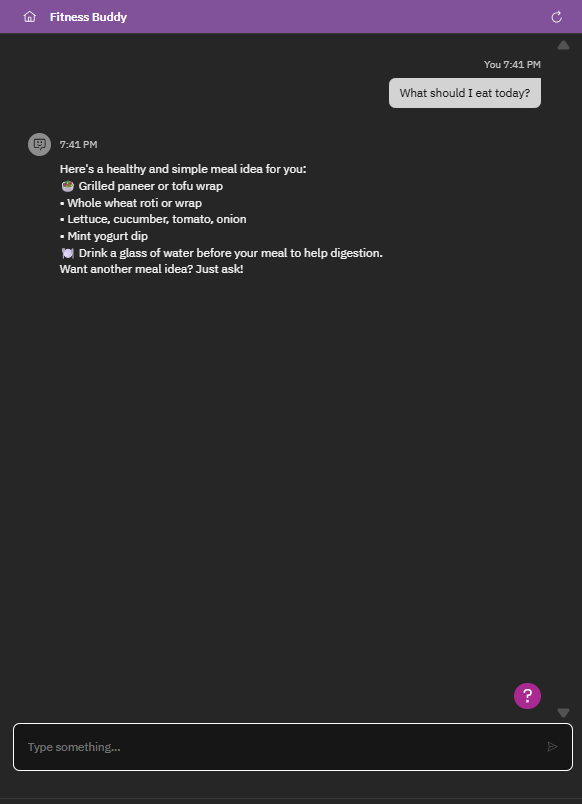 Fitness Buddy
You 7:41 PM
What should I eat today?
7:41 PM
Here's a healthy and simple meal idea for you:
🥗 Grilled paneer or tofu wrap
• Whole wheat roti or wrap
• Lettuce, cucumber, tomato, onion
• Mint yogurt dip
🍽️ Drink a glass of water before your meal to help digestion.
Want another meal idea? Just ask!
?
Type something...